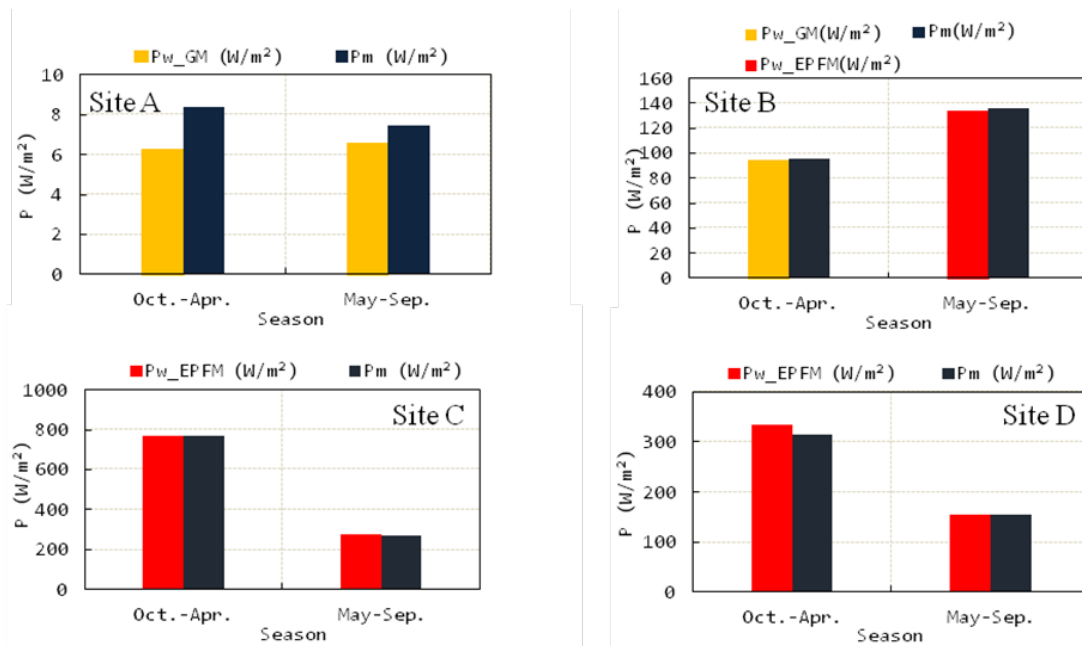 Pw_GM (W/m²) Pm (W/m²)
10
8
6
4
2
0
P (W/m²)
Site A
Oct.-Apr. May-Sep.
Season
Pw_GM(W/m²) Pm(W/m²)
Pw_EPFM(W/m²)
160
140
120
100
80
60
40
20
0
P (W/m²)
Site B
Oct.-Apr. May-Sep.
Season
Pw_EPFM (W/m²) Pm (W/m²)
1000
800
600
400
200
0
P (W/m²)
Site C
Oct.-Apr. May-Sep.
Season
Pw_EPFM (W/m²) Pm (W/m²)
400
300
200
100
0
P (W/m²)
Site D
Oct.-Apr. May-Sep.
Season